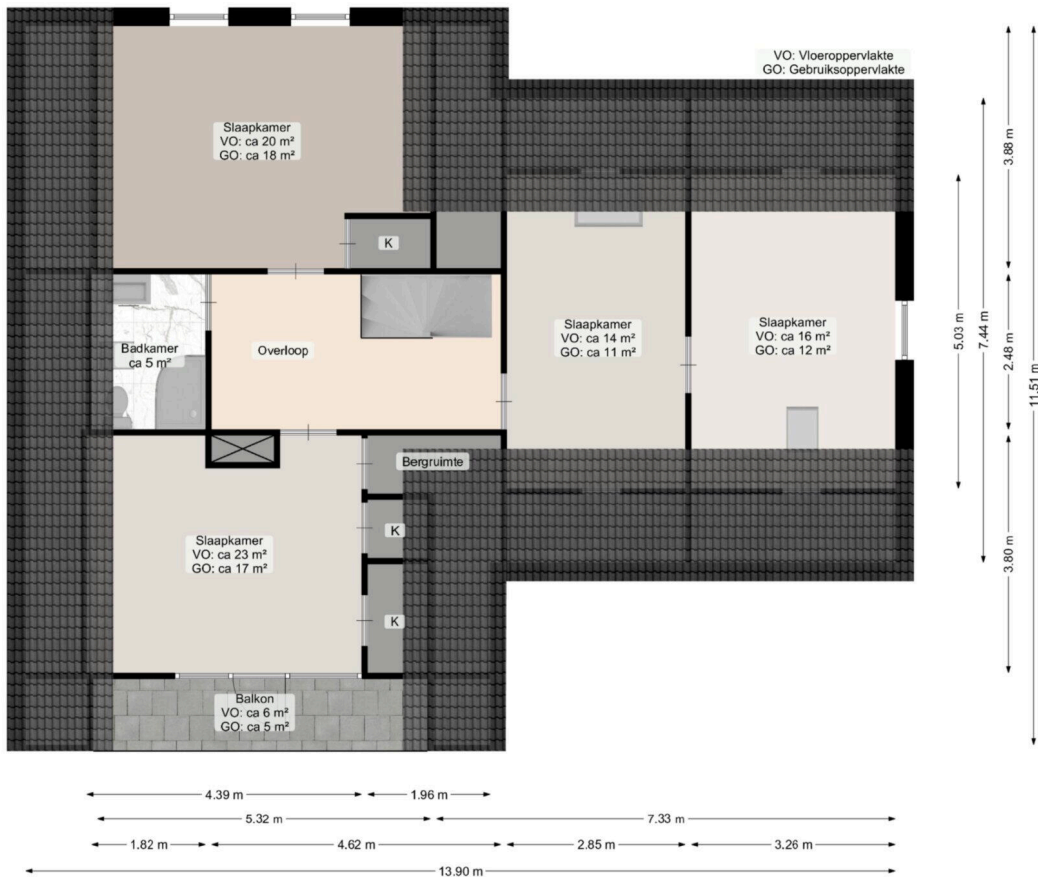 VO: Vloeroppervlakte
GO: Gebruiksoppervlakte
Slaapkamer
VO: ca 20 m²
GO: ca 18 m²
K
3.88 m
Badkamer
ca 5 m²
Overloop
Slaapkamer
VO: ca 14 m²
GO: ca 11 m²
Slaapkamer
VO: ca 16 m²
GO: ca 12 m²
5.03 m
7.44 m
2.48 m
11.51 m
Bergruimte
Slaapkamer
VO: ca 23 m²
GO: ca 17 m²
K
K
3.80 m
Balkon
VO: ca 6 m²
GO: ca 5 m²
4.39 m
1.96 m
5.32 m
7.33 m
1.82 m
4.62 m
2.85 m
3.26 m
13.90 m